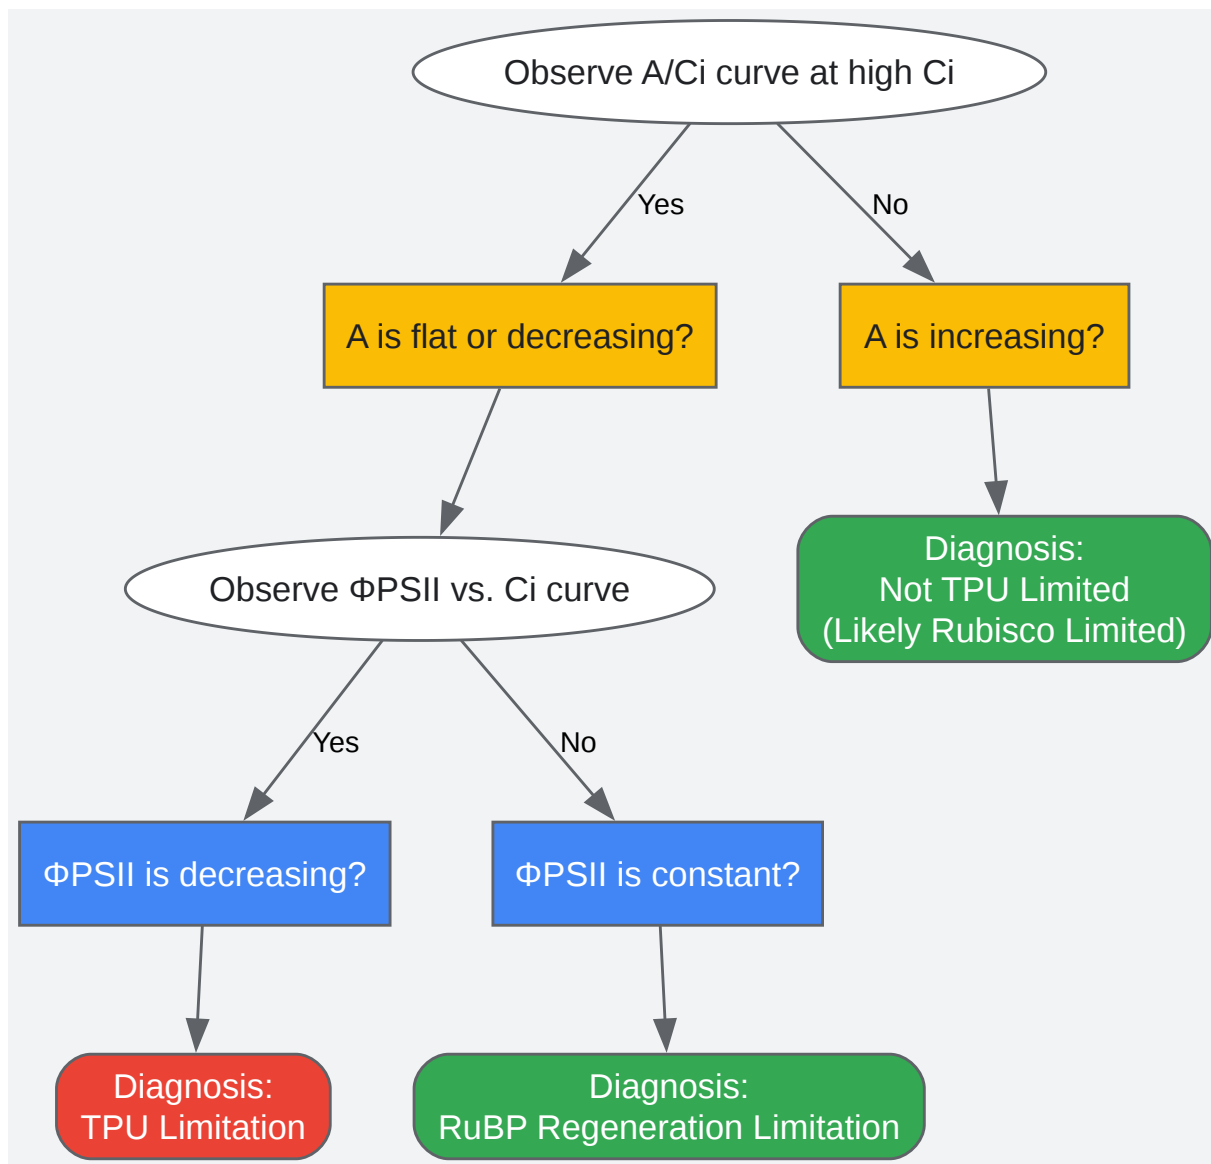 Observe A/Ci curve at high Ci
Yes
No
A is flat or decreasing?
A is increasing?
Diagnosis:
Not TPU Limited
(Likely Rubisco Limited)
Observe ΦPSII vs. Ci curve
Yes
No
ΦPSII is decreasing?
ΦPSII is constant?
Diagnosis:
TPU Limitation
Diagnosis:
RuBP Regeneration Limitation